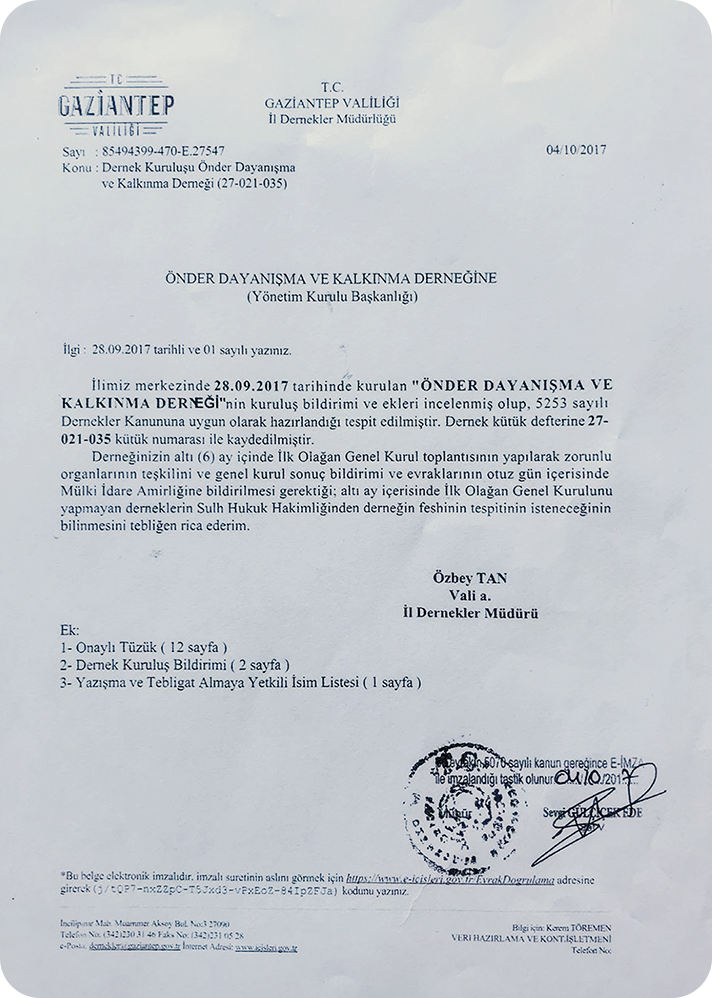 T.C.
GAZİANTEP
VALİLİĞİ
T.C.
GAZİANTEP VALİLİĞİ
İl Dernekler Müdürlüğü
Sayı : 85494399-470-E.27547
04/10/2017
Konu : Dernek Kuruluşu Önder Dayanışma
ve Kalkınma Derneği (27-021-035)
ÖNDER DAYANIŞMA VE KALKINMA DERNEĞİNE
(Yönetim Kurulu Başkanlığı)
İlgi : 28.09.2017 tarihli ve 01 sayılı yazınız.
İlimiz merkezinde 28.09.2017 tarihinde kurulan "ÖNDER DAYANIŞMA VE
KALKINMA DERNEĞİ"nin kuruluş bildirimi ve ekleri incelenmiş olup, 5253 sayılı
Dernekler Kanununa uygun olarak hazırlandığı tespit edilmiştir. Dernek kütük defterine 27-
021-035 kütük numarası ile kaydedilmiştir.
Derneğinizin altı (6) ay içinde İlk Olağan Genel Kurul toplantısının yapılarak zorunlu
organlarının teşkilini ve genel kurul sonuç bildirimi ve evraklarının otuz gün içerisinde
Mülki İdare Amirliğine bildirilmesi gerektiği; altı ay içerisinde İlk Olağan Genel Kurulunu
yapmayan derneklerin Sulh Hukuk Hakimliğinden derneğin feshinin tespitinin isteneceğinin
bilinmesini tebliğen rica ederim.
Özbey TAN
Vali a.
İl Dernekler Müdürü
Ek:
1- Onaylı Tüzük ( 12 sayfa )
2- Dernek Kuruluş Bildirimi ( 2 sayfa )
3- Yazışma ve Tebligat Almaya Yetkili İsim Listesi ( 1 sayfa )
5070 sayılı kanun gereğince E-İMZA
ile imzalandığı tastik olunur 04/10/201
Sevgi GÜLÇİÇEK EDE
*Bu belge elektronik imzalıdır. imzalı suretinin aslını görmek için https://www.e-icisleri.gov.tr/EvrakDogrulama adresine
girerek (j/tQP7-nxZZpC-T5Jxd3-vPxEcZ-84IpZFJa) kodunu yazınız.
İncilipınar Mah. Muammer Aksoy Bul. No:3 27090
Telefon No: (342)230 31 46 Faks No: (342)231 05 28
e-Posta: dernekler@gaziantep.gov.tr İnternet Adresi: www.icisleri.gov.tr
Bilgi için: Kerem TÖREMEN
VERİ HAZIRLAMA VE KONT.İŞLETMENİ
Telefon No: